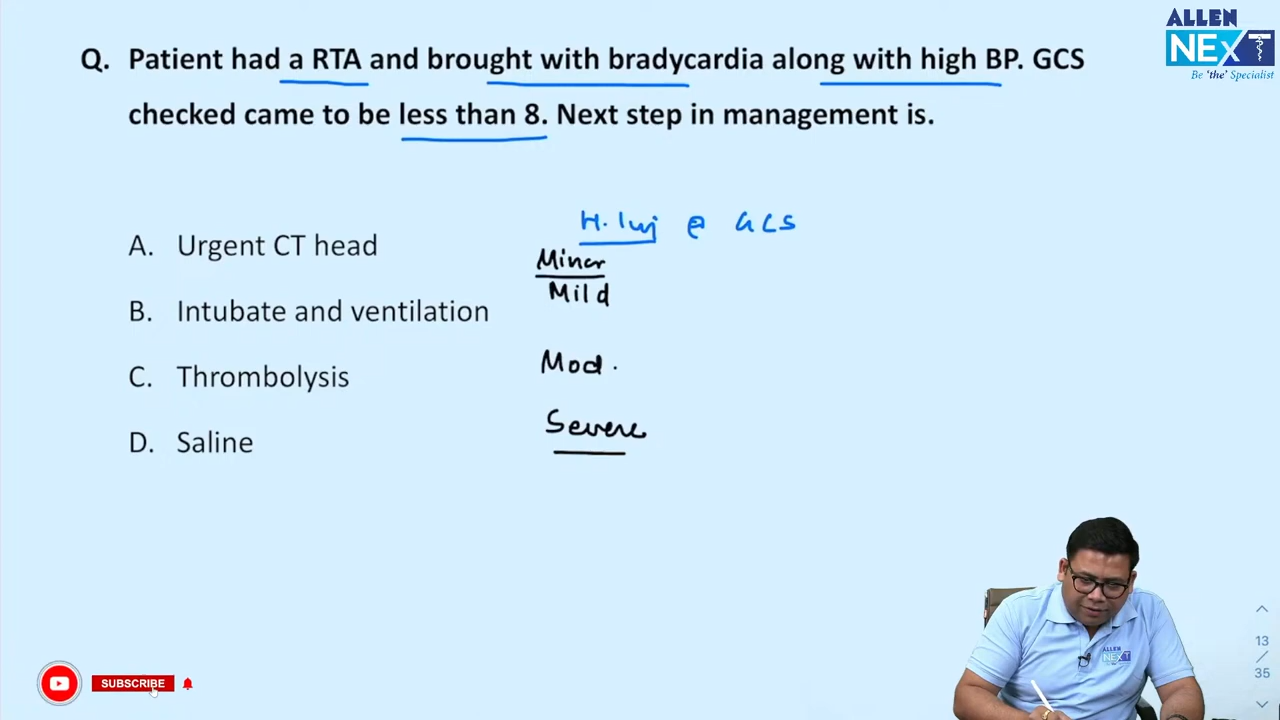 ALLEN
NExT
Be 'the' Specialist
Q. Patient had a RTA and brought with bradycardia along with high BP. GCS
checked came to be less than 8. Next step in management is.
H. Inj @ GCS
A. Urgent CT head
Minor
Mild
B. Intubate and ventilation
Mod.
C. Thrombolysis
Severe
D. Saline
ALLEN
NEXT
13
/
35
SUBSCRIBE